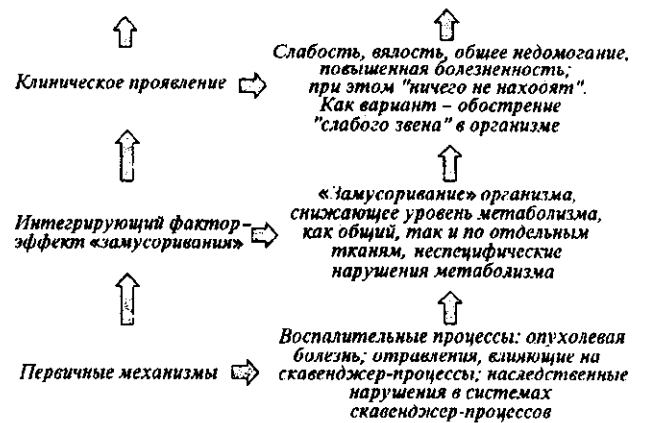 Клиническое проявление
Слабость, вялость, общее недомогание,
повышенная болезненность;
при этом "ничего не находят".
Как вариант – обострение
"слабого звена" в организме
Интегрирующий фактор–
эффект «замусоривания»
«Замусоривание» организма,
снижающее уровень метаболизма,
как общий, так и по отдельным
тканям, неспецифические
нарушения метаболизма
Первичные механизмы
Воспалительные процессы: опухолевая
болезнь; отравления, влияющие на
скавенджер-процессы; наследственные
нарушения в системах
скавенджер-процессов